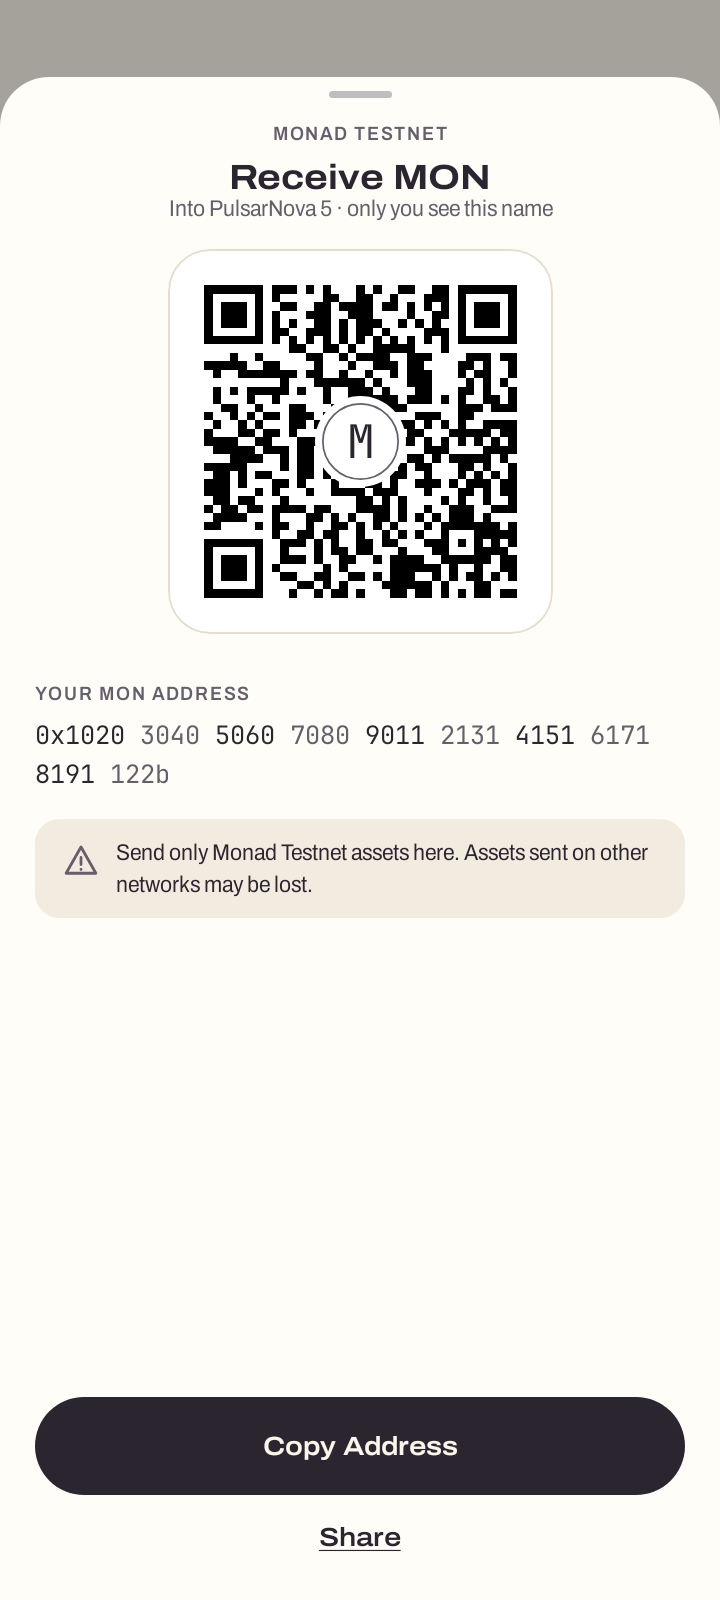 MONAD TESTNET
Receive MON
Into PulsarNova 5 · only you see this name
M
YOUR MON ADDRESS
0x1020 3040 5060 7080 9011 2131 4151 6171
8191 122b
Send only Monad Testnet assets here. Assets sent on other
networks may be lost.
Copy Address
Share